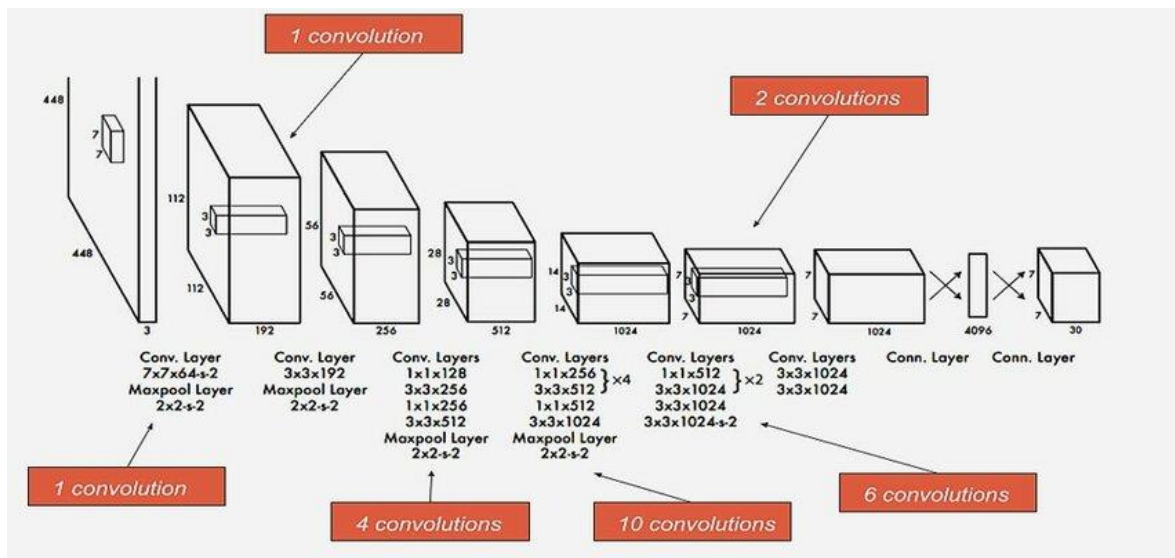 1 convolution
2 convolutions
448
7
7
448
3
112
3
3
112
192
56
3
3
56
256
28
3
3
28
512
14
3
3
14
1024
7
3
3
7
1024
7
7
1024
4096
7
7
30
Conv. Layer
7x7x64-s-2
Maxpool Layer
2x2-s-2
Conv. Layer
3x3x192
Maxpool Layer
2x2-s-2
Conv. Layers
1x1x128
3x3x256
1x1x256
3x3x512
Maxpool Layer
2x2-s-2
Conv. Layers
1x1x256
3x3x512 } ×4
1x1x512
3x3x1024
Maxpool Layer
2x2-s-2
Conv. Layers
1x1x512
3x3x1024 } ×2
3x3x1024
3x3x1024-s-2
Conv. Layers
3x3x1024
3x3x1024
Conn. Layer
Conn. Layer
1 convolution
4 convolutions
10 convolutions
6 convolutions